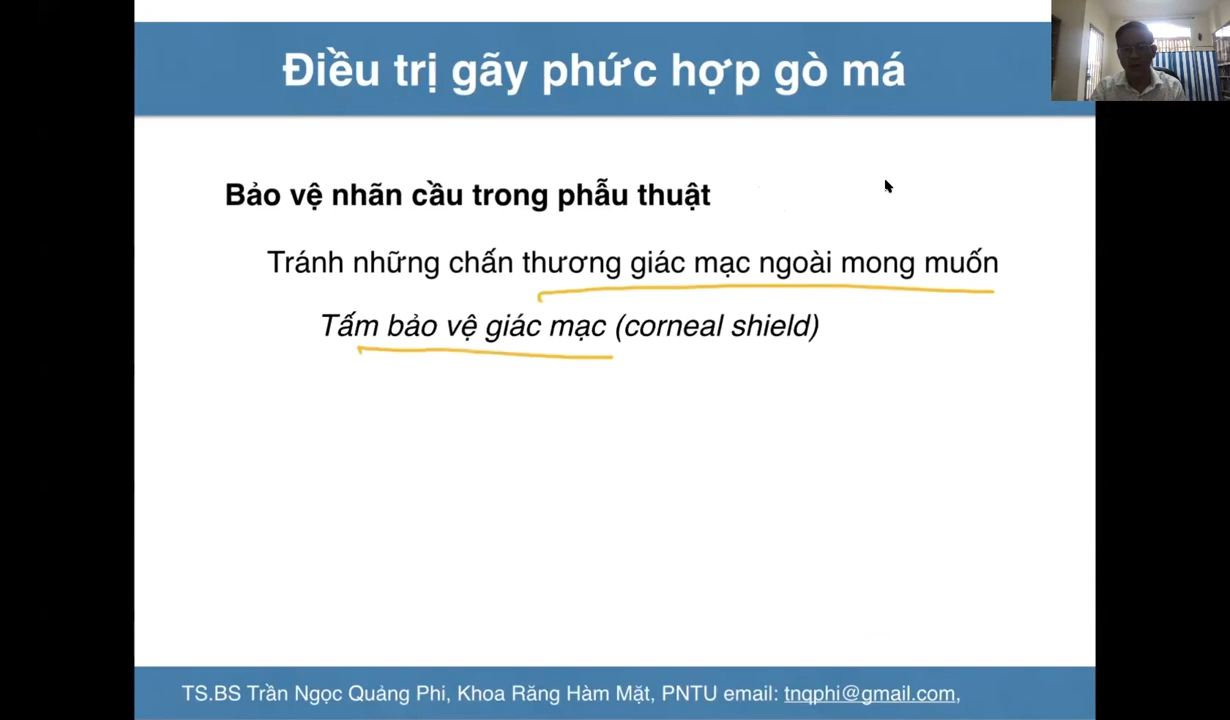 Điều trị gãy phức hợp gò má
Bảo vệ nhãn cầu trong phẫu thuật
Tránh những chấn thương giác mạc ngoài mong muốn
Tấm bảo vệ giác mạc (corneal shield)
TS.BS Trần Ngọc Quảng Phi, Khoa Răng Hàm Mặt, PNTU email: tnqphi@gmail.com,